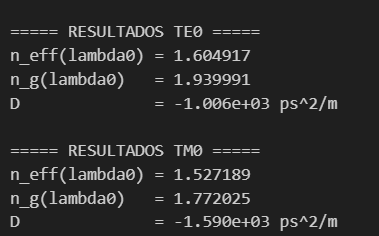 ===== RESULTADOS TE0 =====
n_eff(lambda0) = 1.604917
n_g(lambda0)   = 1.939991
D              = -1.006e+03 ps^2/m
===== RESULTADOS TM0 =====
n_eff(lambda0) = 1.527189
n_g(lambda0)   = 1.772025
D              = -1.590e+03 ps^2/m